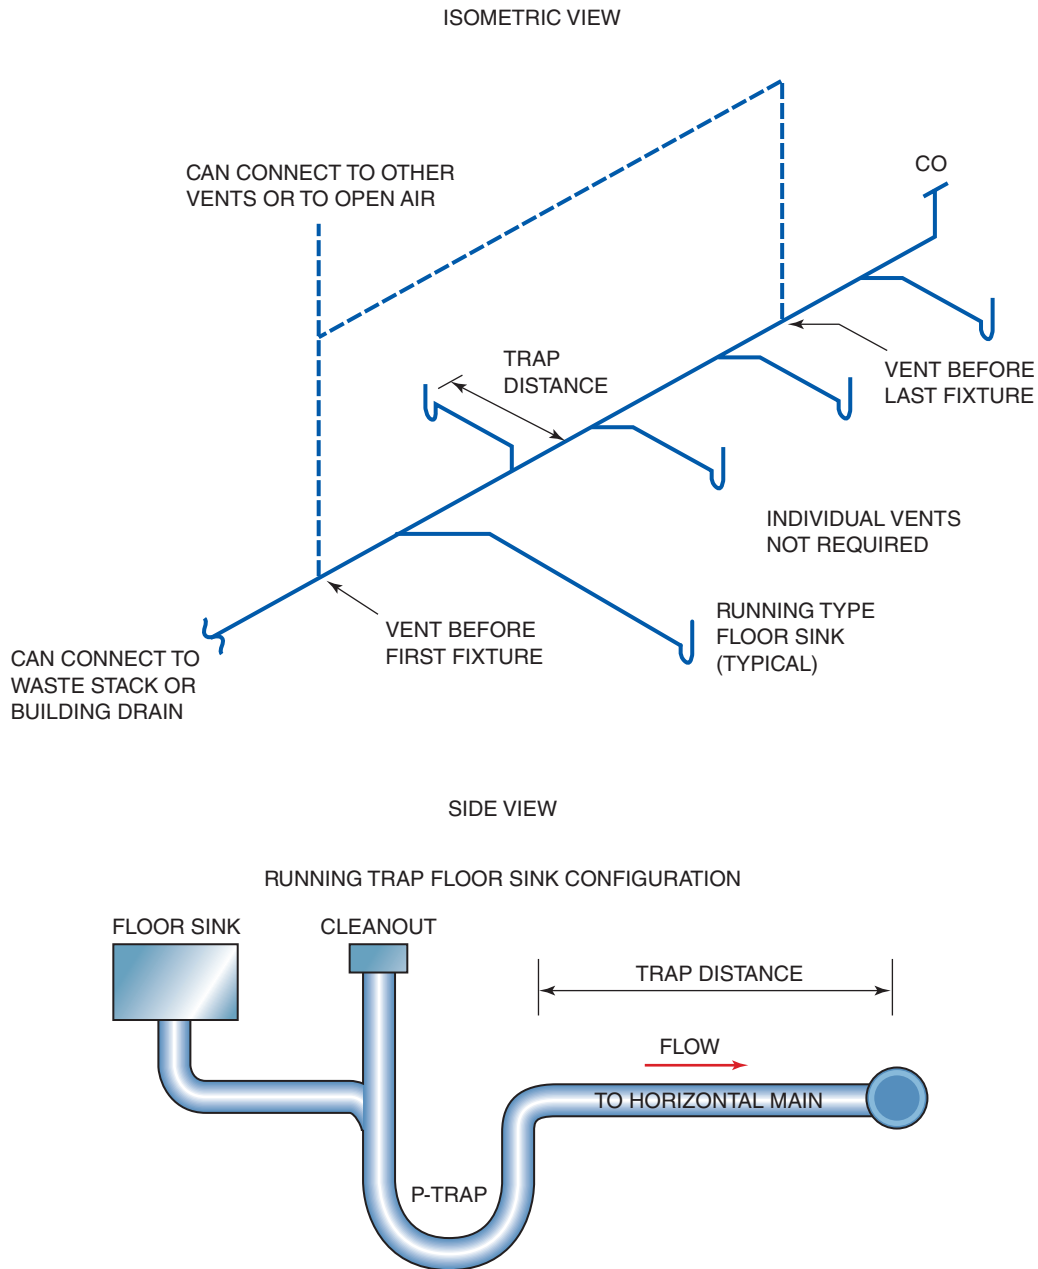 ISOMETRIC VIEW
CAN CONNECT TO OTHER
VENTS OR TO OPEN AIR
CO
TRAP
DISTANCE
VENT BEFORE
LAST FIXTURE
INDIVIDUAL VENTS
NOT REQUIRED
RUNNING TYPE
FLOOR SINK
(TYPICAL)
VENT BEFORE
FIRST FIXTURE
CAN CONNECT TO
WASTE STACK OR
BUILDING DRAIN
SIDE VIEW
RUNNING TRAP FLOOR SINK CONFIGURATION
FLOOR SINK
CLEANOUT
TRAP DISTANCE
FLOW
TO HORIZONTAL MAIN
P-TRAP